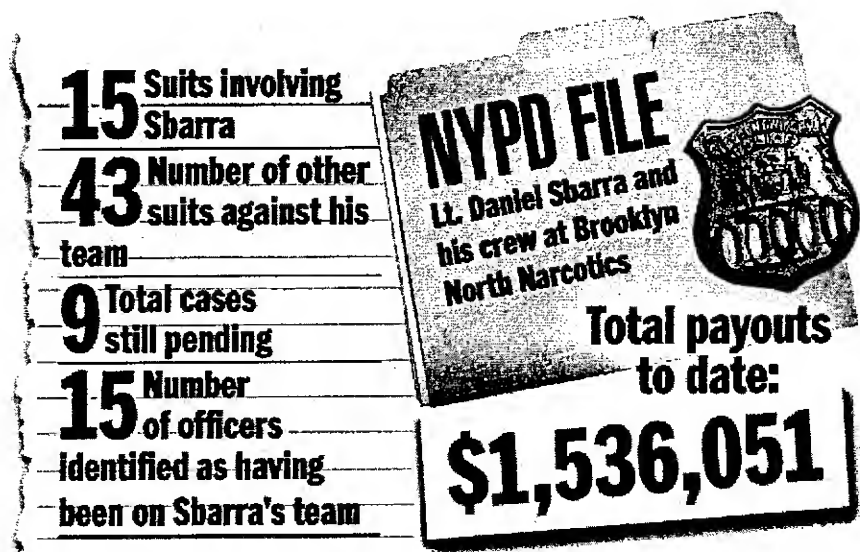 15 Suits involving
Sbarra
43 Number of other
suits against his
team
9 Total cases
still pending
15 Number
of officers
identified as having
been on Sbarra's team
NYPD FILE
Lt. Daniel Sbarra and
his crew at Brooklyn
North Narcotics
Total payouts
to date:
$1,536,051